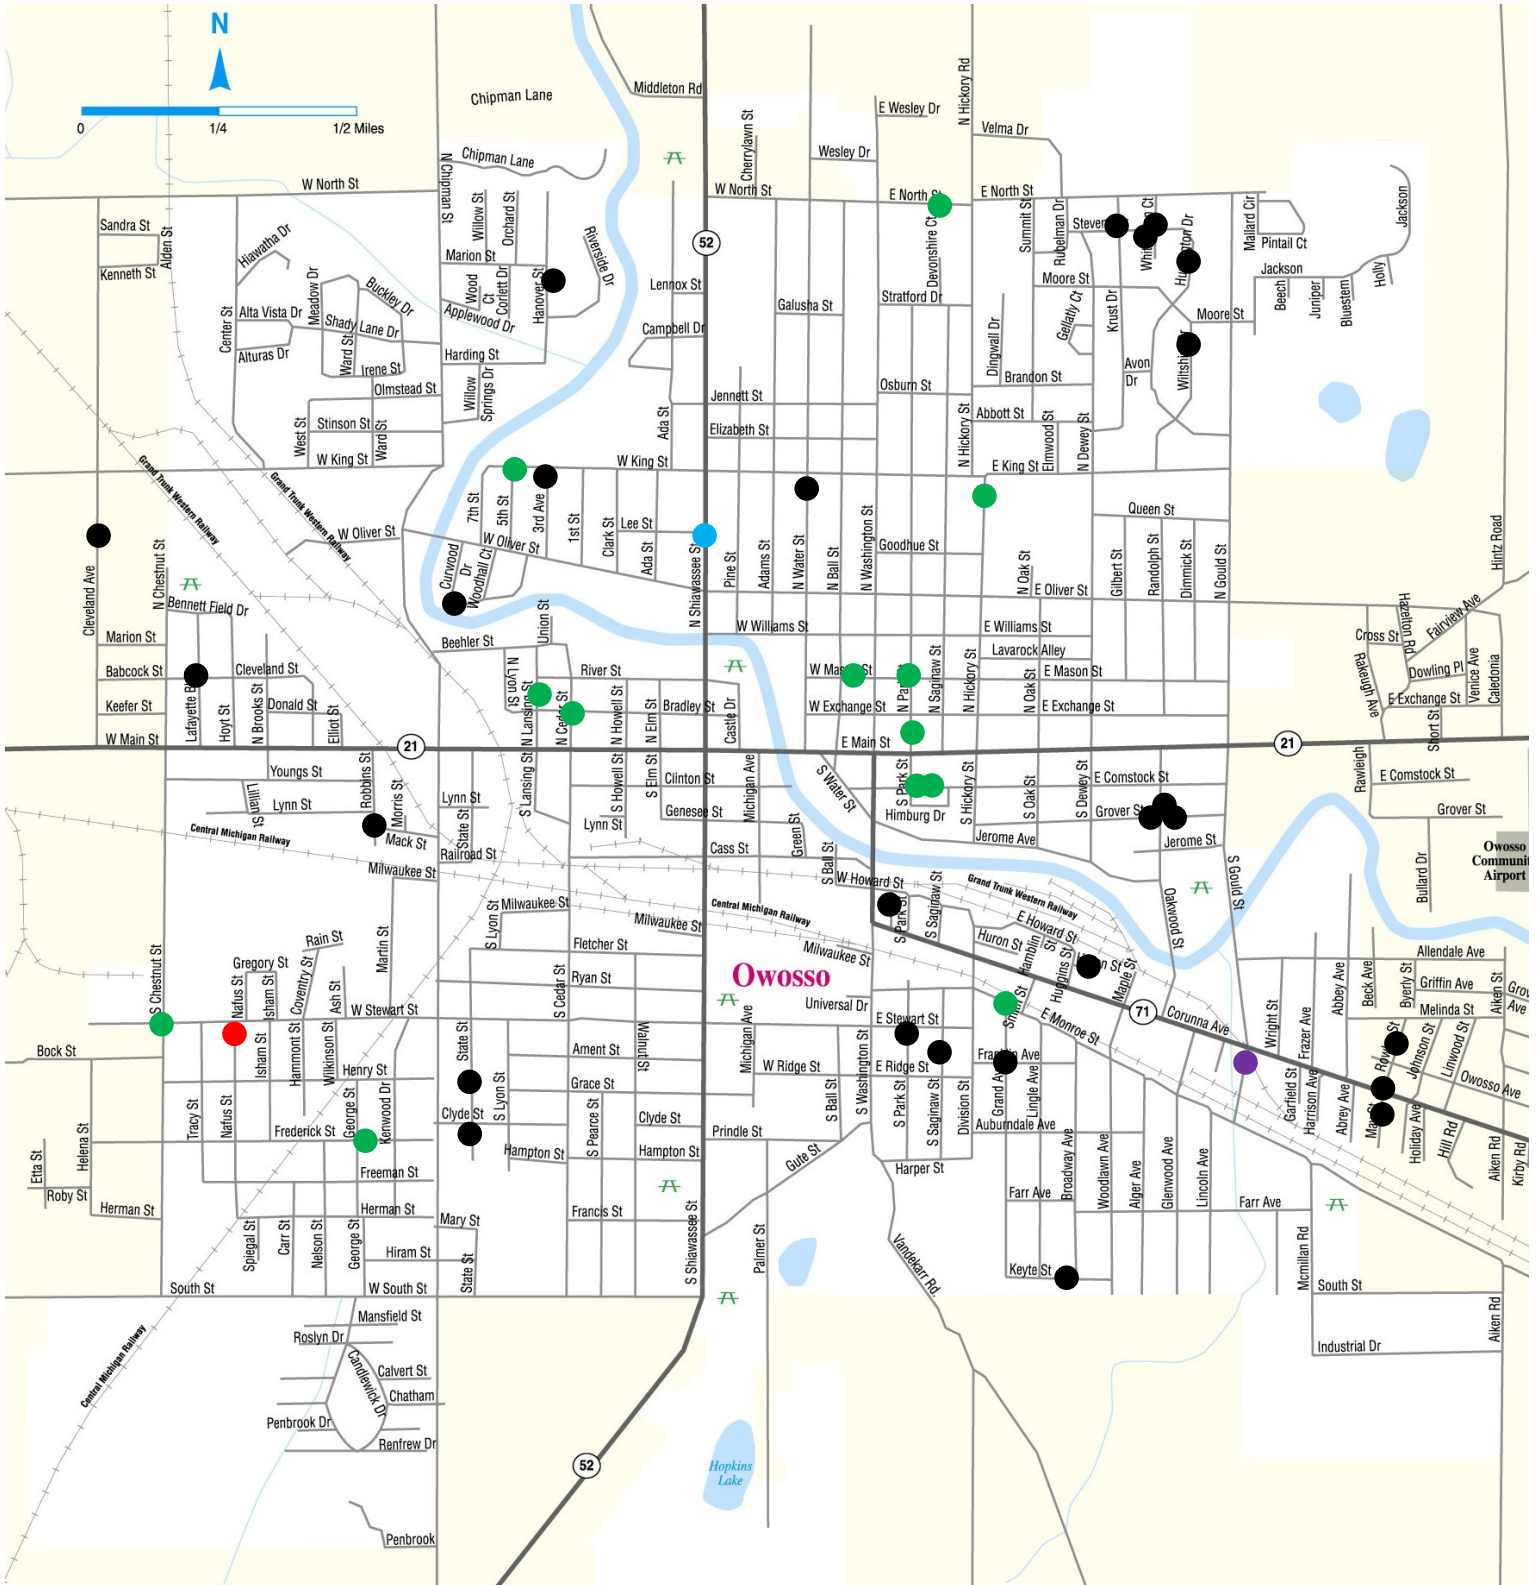 N
0 1/4 1/2 Miles
Chipman Lane
Middleton Rd
N Hickory Rd
E Wesley Dr
Cherrylawn St
Wesley Dr
Velma Dr
Chipman Lane
N Chipman St
W North St
W North St
E North St
E North St
Sandra St
Kenneth St
Alden St
Hiawatha Dr
Willow St
Orchard St
Marion St
Riverside Dr
52
Devonshire Ct
Summit St
Rubelman Dr
Mallard Cir
Pintail Ct
Jackson
Jackson
Holly
Beech
Juniper
Bluestem
Moore St
Moore St
Center St
Alta Vista Dr
Alturas Dr
Meadow Dr
Buckley Dr
Shady Lane Dr
Ward St
Irene St
Olmstead St
Wood Ct
Corlett Dr
Hanover St
Applewood Dr
Harding St
Willow Springs Dr
Lennox St
Campbell Dr
Galusha St
Stratford Dr
Gellatly Ct
Krust Dr
Dingwall Dr
Avon Dr
Brandon St
Osburn St
Jennett St
Abbott St
Elizabeth St
Ada St
N Hickory St
Elmwood St
N Dewey St
West St
Stinson St
Ward St
W King St
W King St
E King St
Grand Trunk Western Railway
Grand Trunk Western Railway
W Oliver St
7th St
5th St
3rd Ave
1st St
Clark St
Lee St
Ada St
W Oliver St
Queen St
Goodhue St
Pine St
Adams St
N Water St
N Ball St
N Washington St
N Oak St
E Oliver St
Gilbert St
Randolph St
Dimmick St
N Gould St
Hintz Road
Cleveland Ave
N Chestnut St
Bennett Field Dr
Curwood Dr
Woodhall Ct
N Shiawassee St
Marion St
Babcock St
Cleveland St
Keefer St
Hoyt St
N Brooks St
Donald St
Elliot St
W Main St
Beehler St
Union St
N Lyon St
River St
N Howell St
N Elm St
Bradley St
Castle Dr
W Williams St
E Williams St
Lavarock Alley
E Mason St
W Exchange St
N Saginaw St
N Hickory St
N Oak St
E Exchange St
E Main St
Cross St
Hazelton Rd
Fairview Ave
Rakeugh Ave
Dowling Pl
Venice Ave
Caledonia
E Exchange St
Short St
21
21
Youngs St
Lillian St
Lynn St
Robbins St
Morris St
Mack St
Lynn St
State St
Railroad St
Milwaukee St
S Lansing St
S Howell St
S Elm St
Clinton St
Genesee St
Lynn St
Michigan Ave
Green St
Cass St
S Water St
S Ball St
S Park St
Himburg Dr
S Hickory St
S Oak St
S Dewey St
E Comstock St
Jerome Ave
Jerome St
Rawleigh
E Comstock St
Grover St
Bullard Dr
Central Michigan Railway
Central Michigan Railway
Grand Trunk Western Railway
W Howard St
S Saginaw St
E Howard St
Huron St
Hamblin St
Huggins St
Maple St
Oakwood St
S Gould St
S Chestnut St
Rain St
Martin St
S Lyon St
Milwaukee St
Milwaukee St
Milwaukee St
Fletcher St
Ryan St
Owosso
Gregory St
Natus St
Isham St
Coventry St
Ash St
W Stewart St
S Cedar St
Universal Dr
E Stewart St
E Monroe St
71
Corunna Ave
Allendale Ave
Beck Ave
Byerly St
Griffin Ave
Aiken St
Melinda St
Abbey Ave
Wright St
Frazer Ave
Bock St
Isham St
Hammont St
Wilkinson St
Henry St
State St
Ament St
Walnut St
Michigan Ave
W Ridge St
E Ridge St
S Washington St
Garfield St
Harrison Ave
Johnson St
Linwood St
Owosso Ave
Tracy St
Natus St
Frederick St
George St
Kenwood Dr
Clyde St
S Lyon St
Grace St
Clyde St
S Pearce St
Hampton St
Hampton St
Prindle St
S Ball St
Gute St
S Park St
S Saginaw St
Division St
Grand Ave
Lingle Ave
Auburndale Ave
Harper St
Abrey Ave
Holiday Ave
Hill Rd
Aiken Rd
Kirby Rd
Etta St
Helena St
Roby St
Herman St
Freeman St
Herman St
Mary St
Francis St
Farr Ave
Broadway Ave
Woodlawn Ave
Alger Ave
Glenwood Ave
Lincoln Ave
Farr Ave
Spiegal St
Carr St
Nelson St
George St
Hiram St
State St
S Shiawassee St
Palmer St
Vandekarr Rd.
Keyte St
Mcmillan Rd
South St
W South St
South St
Industrial Dr
Aiken Rd
Mansfield St
Roslyn Dr
Candlewick Dr
Calvert St
Chatham
Penbrook Dr
Renfrew Dr
Central Michigan Railway
Hopkins
Lake
52
Penbrook